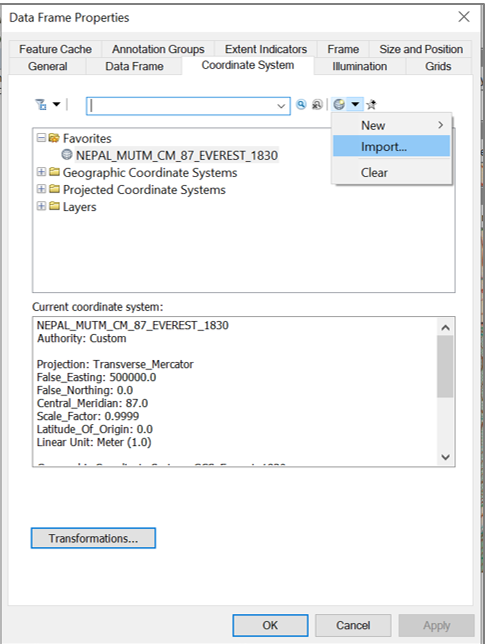 Data Frame Properties
Feature Cache Annotation Groups Extent Indicators Frame Size and Position
General Data Frame Coordinate System Illumination Grids
New
Import...
Clear
Favorites
NEPAL_MUTM_CM_87_EVEREST_1830
Geographic Coordinate Systems
Projected Coordinate Systems
Layers
Current coordinate system:
NEPAL_MUTM_CM_87_EVEREST_1830
Authority: Custom
Projection: Transverse_Mercator
False_Easting: 500000.0
False_Northing: 0.0
Central_Meridian: 87.0
Scale_Factor: 0.9999
Latitude_Of_Origin: 0.0
Linear Unit: Meter (1.0)
Transformations...
OK Cancel Apply